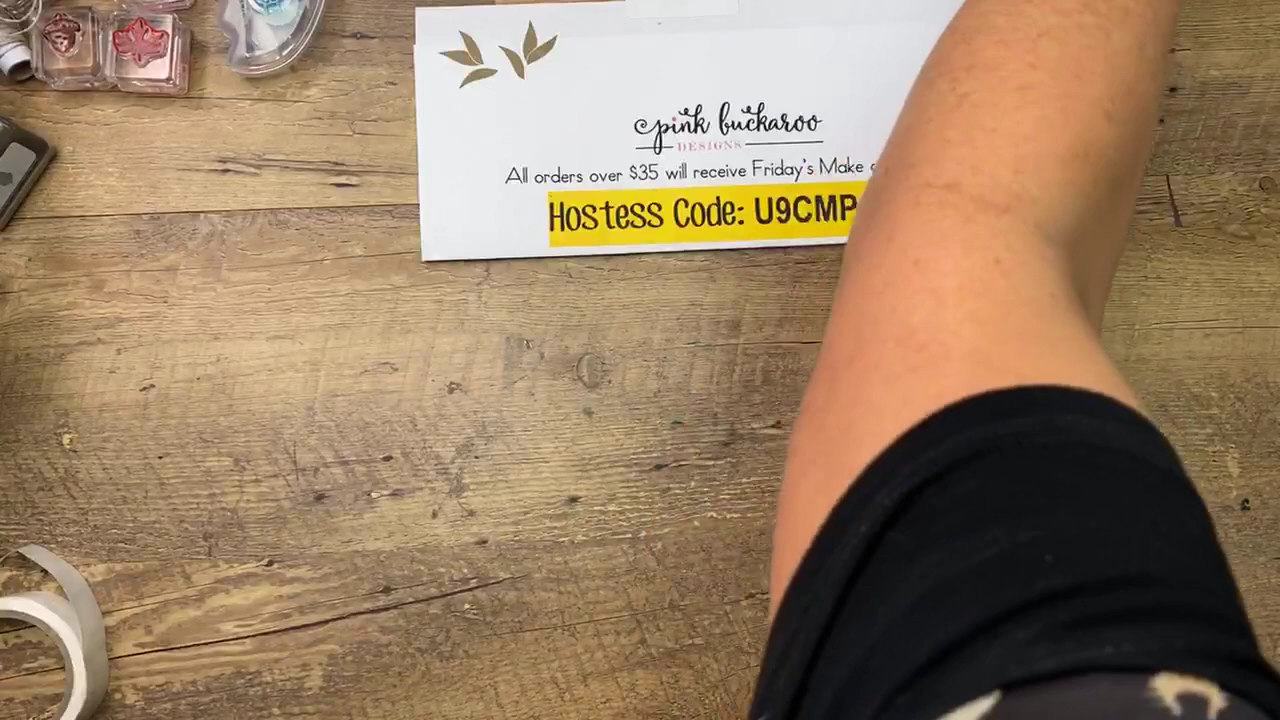 pink buckaroo
DESIGNS
All orders over $35 will receive Friday's Make
Hostess Code: U9CMP